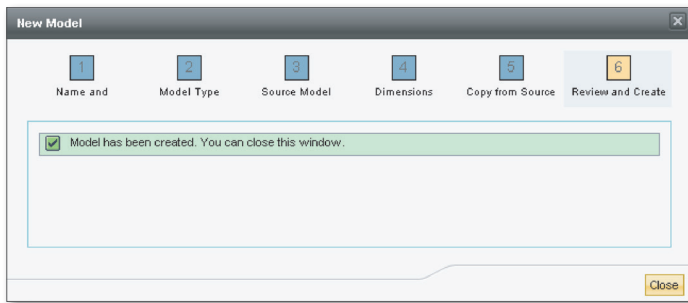 New Model
1 2 3 4 5 6
Name and Model Type Source Model Dimensions Copy from Source Review and Create
Model has been created. You can close this window.
Close